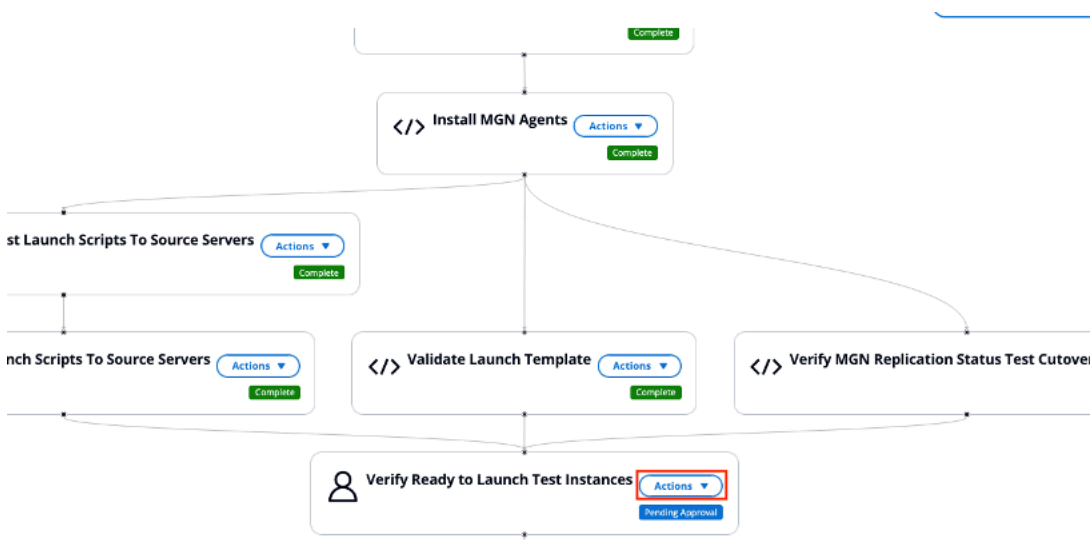 Complete
Install MGN Agents
Actions ▼
Complete
st Launch Scripts To Source Servers
Actions ▼
Complete
nch Scripts To Source Servers
Actions ▼
Complete
</> Validate Launch Template
Actions ▼
Complete
</> Verify MGN Replication Status Test Cutover
Verify Ready to Launch Test Instances
Actions ▼
Pending Approval